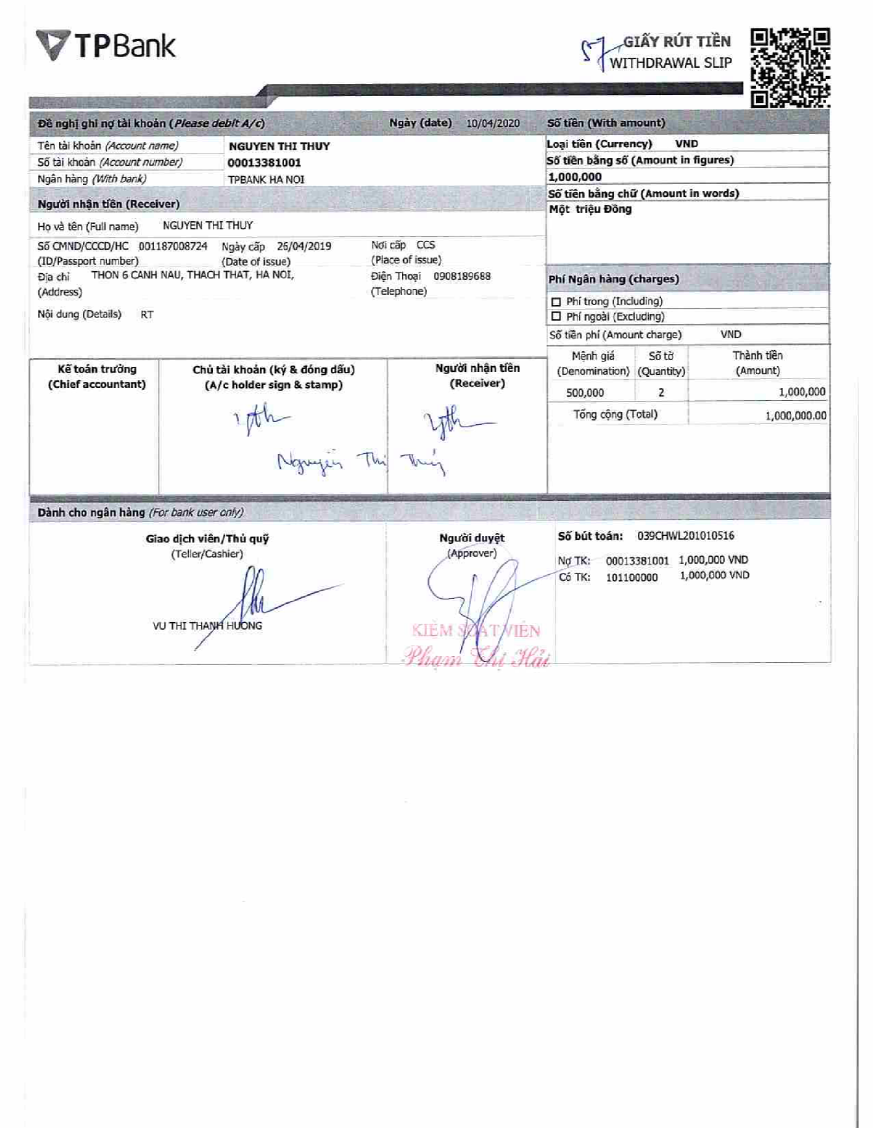 TPBank
57 GIẤY RÚT TIỀN
WITHDRAWAL SLIP
Đề nghị ghi nợ tài khoản (Please debit A/c) Ngày (date) 10/04/2020
Tên tài khoản (Account name) NGUYEN THI THUY
Số tài khoản (Account number) 00013381001
Ngân hàng (With bank) TPBANK HA NOI
Người nhận tiền (Receiver)
Họ và tên (Full name) NGUYEN THI THUY
Số CMND/CCCD/HC 001187008724 Ngày cấp 26/04/2019 Nơi cấp CCS
(ID/Passport number) (Date of issue) (Place of issue)
Địa chỉ THON 6 CANH NAU, THACH THAT, HA NOI, Điện Thoại 0908189688
(Address) (Telephone)
Nội dung (Details) RT
Số tiền (With amount)
Loại tiền (Currency) VND
Số tiền bằng số (Amount in figures)
1,000,000
Số tiền bằng chữ (Amount in words)
Một triệu Đồng
Phí Ngân hàng (charges)
Phí trong (Including)
Phí ngoài (Excluding)
Số tiền phí (Amount charge) VND
Mệnh giá Số tờ Thành tiền
(Denomination) (Quantity) (Amount)
500,000 2 1,000,000
Tổng cộng (Total) 1,000,000.00
Kế toán trưởng Chủ tài khoản (ký & đóng dấu) Người nhận tiền
(Chief accountant) (A/c holder sign & stamp) (Receiver)
Nguyễn Thị Thúy
Dành cho ngân hàng (For bank user only)
Giao dịch viên/Thủ quỹ
(Teller/Cashier)
VU THI THANH HUONG
Người duyệt
(Approver)
KIỂM SOÁT VIÊN
Phạm Thị Hải
Số bút toán: 039CHWL201010516
Nợ TK: 00013381001 1,000,000 VND
Có TK: 101100000 1,000,000 VND